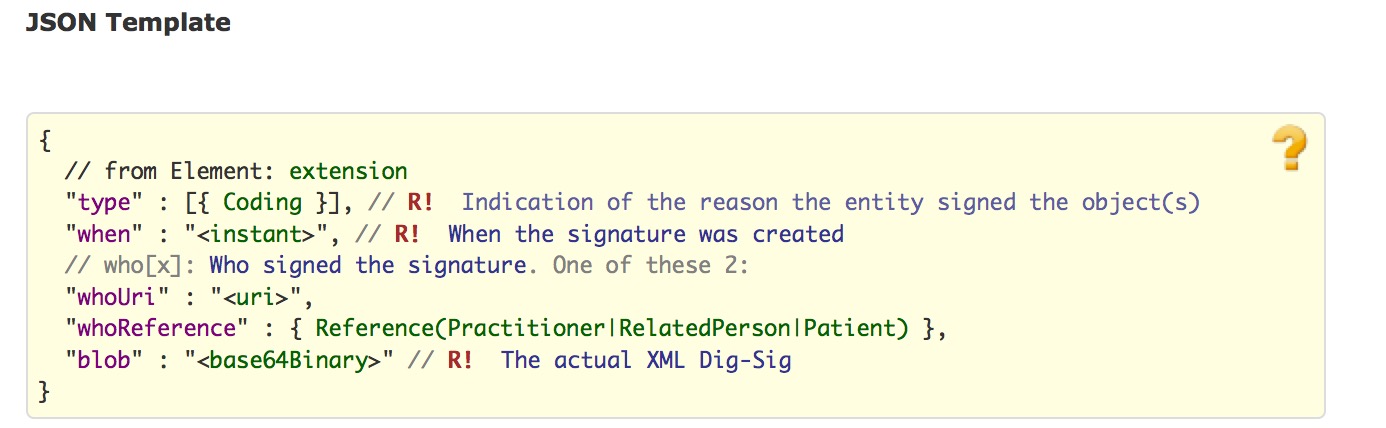 JSON Template
?
{
// from Element: extension
"type" : [{ Coding }], // R!  Indication of the reason the entity signed the object(s)
"when" : "<instant>", // R!  When the signature was created
// who[x]: Who signed the signature. One of these 2:
"whoUri" : "<uri>",
"whoReference" : { Reference(Practitioner|RelatedPerson|Patient) },
"blob" : "<base64Binary>" // R!  The actual XML Dig-Sig
}